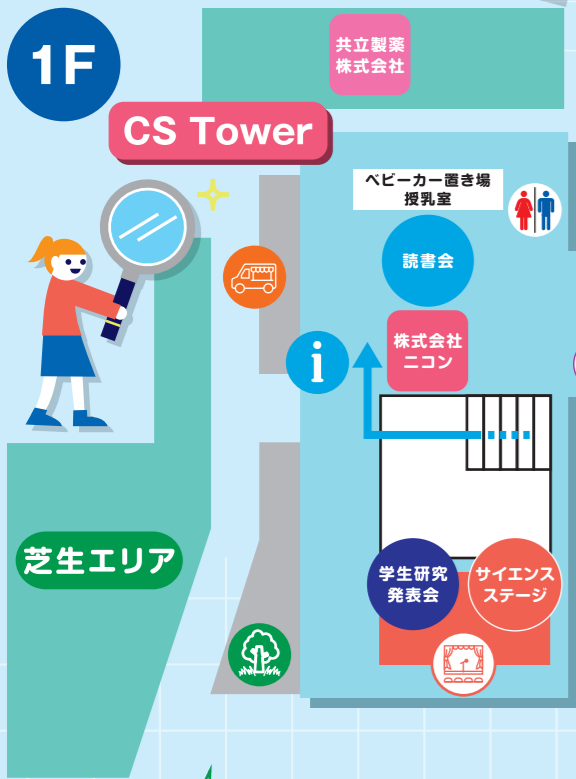 1F
共立製薬
株式会社
CS Tower
ベビーカー置き場
授乳室
読書会
株式会社
ニコン
i
芝生エリア
学生研究
発表会
サイエンス
ステージ